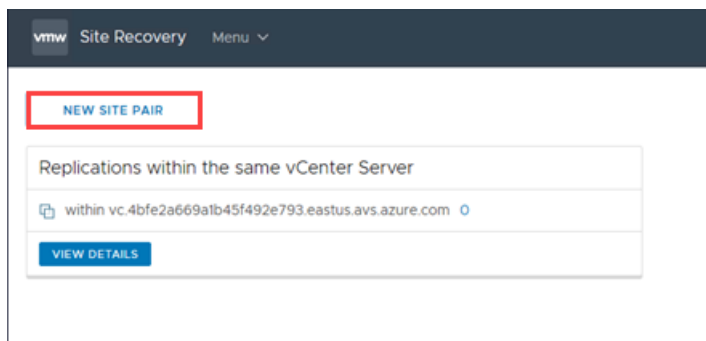 vmw Site Recovery Menu
NEW SITE PAIR
Replications within the same vCenter Server
within vc.4bfe2a669a1b45f492e793.eastus.avs.azure.com 0
VIEW DETAILS